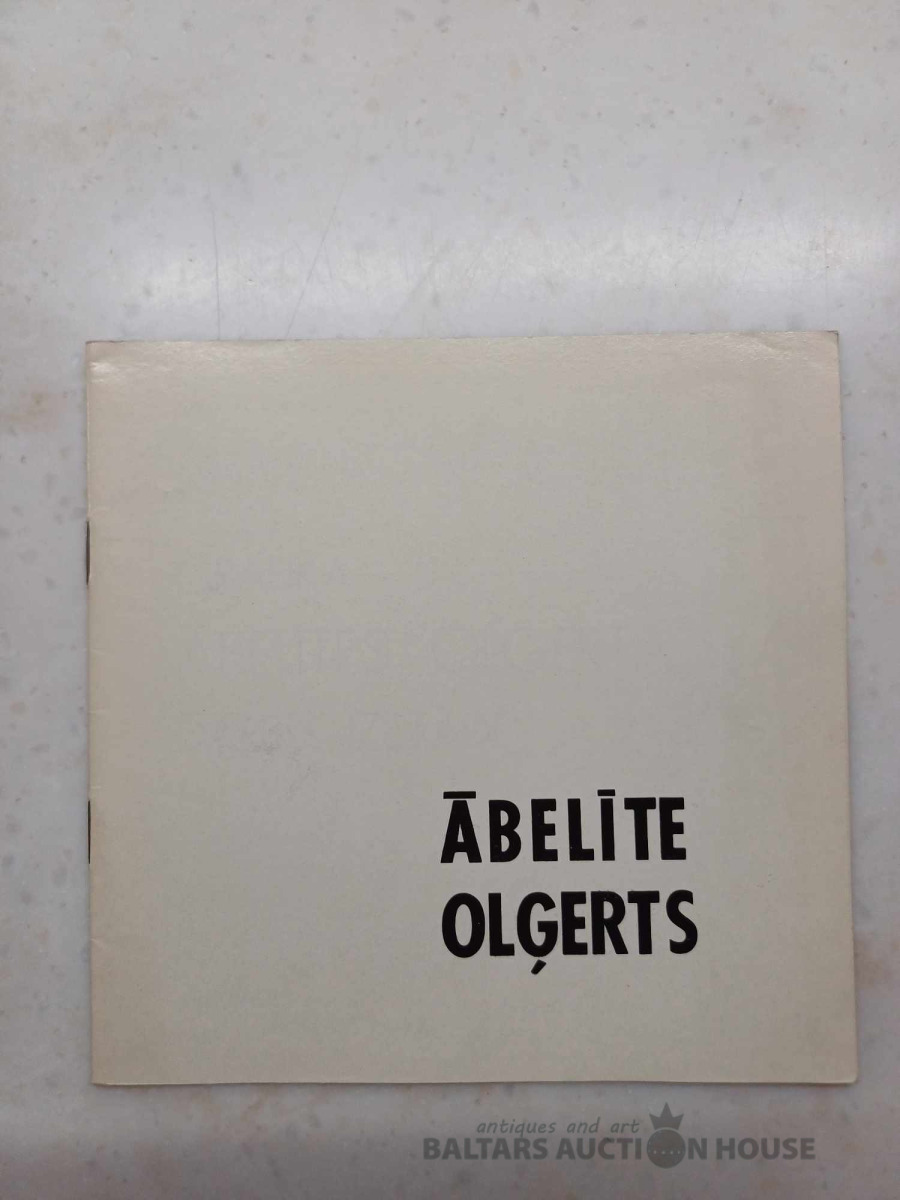 ĀBELĪTE
OLĢERTS
antiques and art
BALTARS AUCTION HOUSE